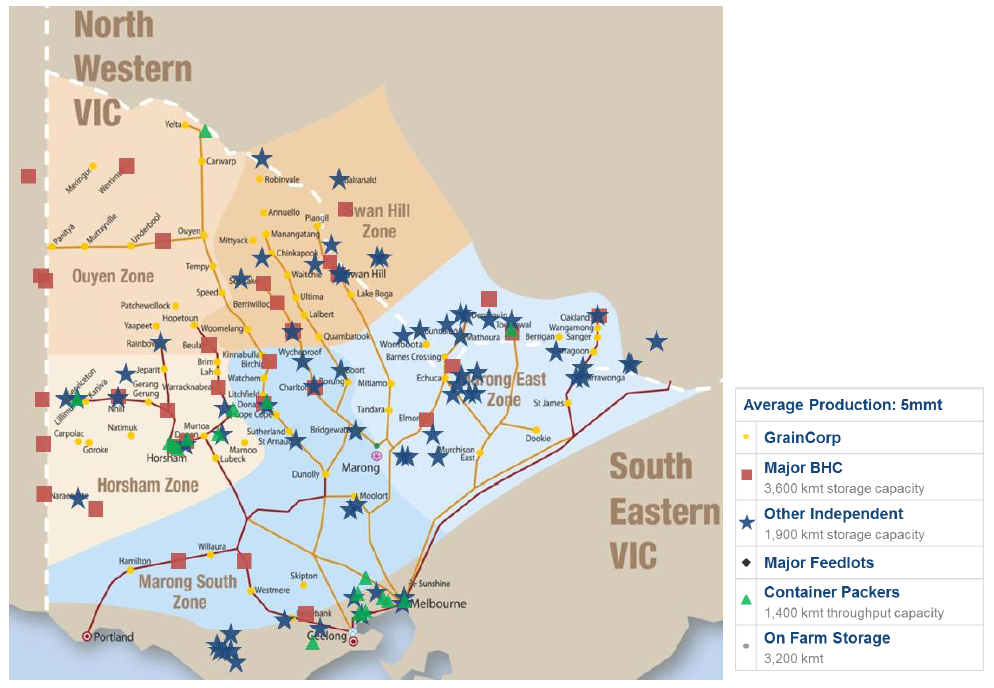 North
Western
VIC
Yelta
Carwarp
Robinvale
Balranald
Meringur
Annuello
Piangil
Swan Hill
Zone
Panitya
Murrayville
Underbool
Ouyen
Mittyack
Manangatang
Chinkapook
Ouyen Zone
Tempy
Waitchie
Swan Hill
Speed
Ultima
Lake Boga
Patchewollock
Berriwillock
Lalbert
Hopetoun
Yaapeet
Woomelang
Quambatook
Mathoura
Oaklands
Wangamong
Berrigan
Sanger
Rainbow
Beulah
Womboota
Barnes Crossing
Kinnabulla
Wycheproof
Birchip
Brim
Lah
Jeparit
Watchem
Boort
Echuca
Marong East
Zone
Gerang
Gerung
Warracknabeal
Charlton
Mitiamo
Kaniva
Nhill
Litchfield
Tandara
St James
Natimuk
Murtoa
Sutherland
Bridgewater
Elmore
Carpolac
Goroke
St Arnaud
Dookie
Marnoo
Marong
Murchison
East
Horsham
Lubeck
Dunolly
Horsham Zone
Moolort
Naracoorte
South
Eastern
VIC
Willaura
Hamilton
Marong South
Zone
Skipton
Westmere
Sunshine
Melbourne
Geelong
Portland
Average Production: 5mmt
GrainCorp
Major BHC
3,600 kmt storage capacity
Other Independent
1,900 kmt storage capacity
Major Feedlots
Container Packers
1,400 kmt throughput capacity
On Farm Storage
3,200 kmt